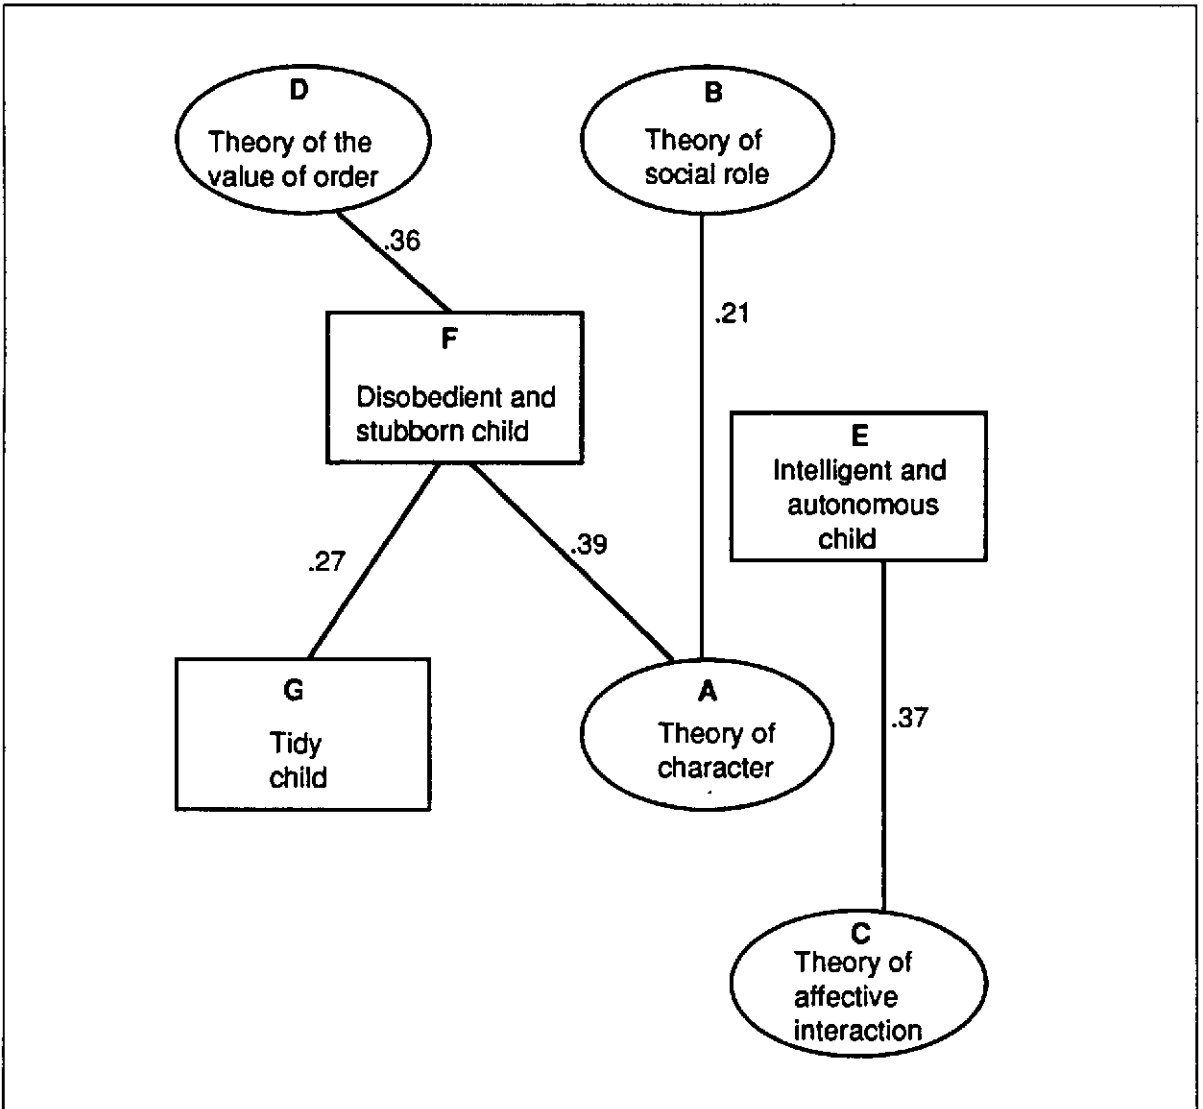 D
Theory of the
value of order
B
Theory of
social role
.36
.21
F
Disobedient and
stubborn child
E
Intelligent and
autonomous
child
.27
.39
G
Tidy
child
A
Theory of
character
.37
C
Theory of
affective
interaction